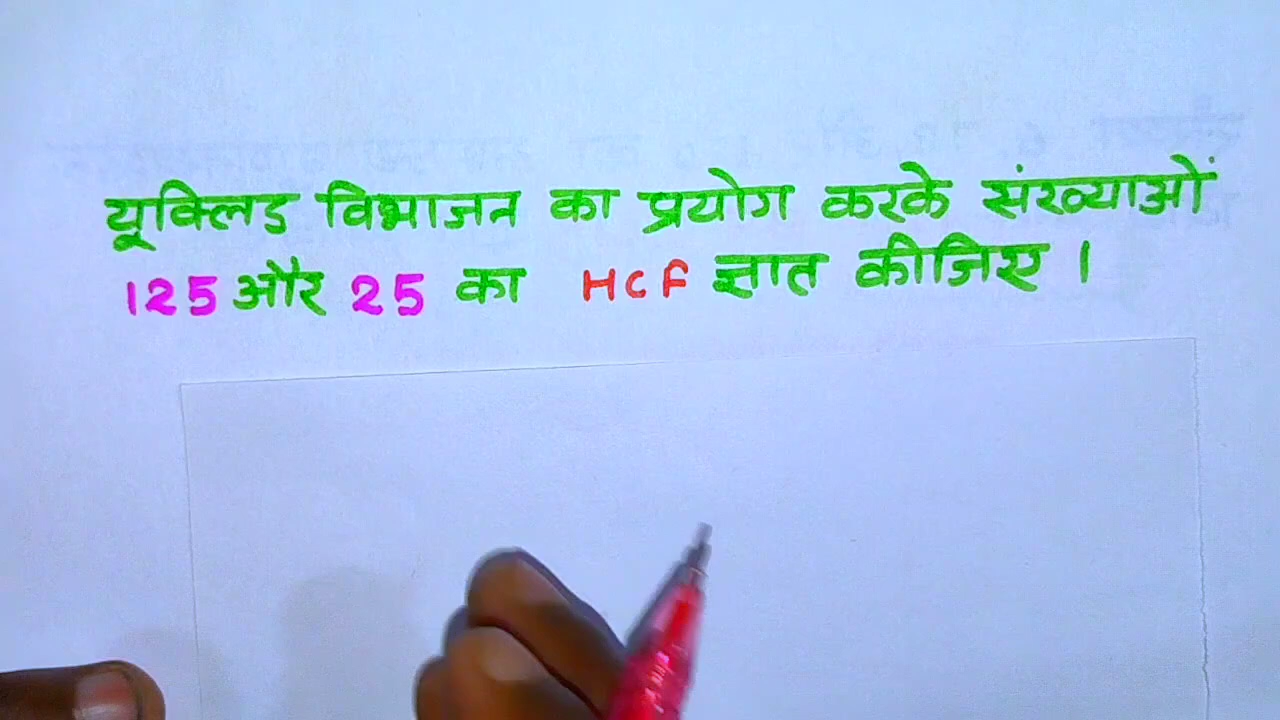 यूक्लिड विभाजन का प्रयोग करके संख्याओं
125 और 25 का HCF ज्ञात कीजिए ।